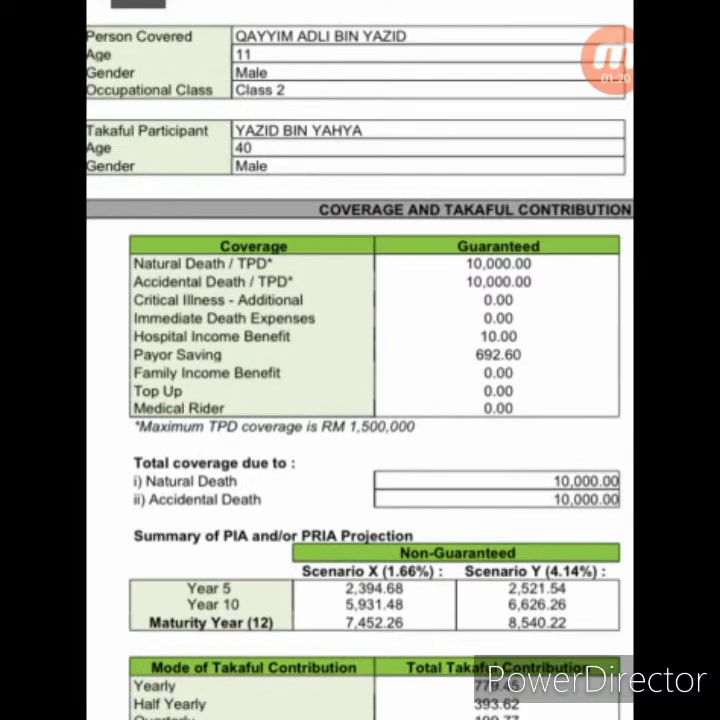 Person Covered QAYYIM ADLI BIN YAZID
Age 11
Gender Male
Occupational Class Class 2
01:20
Takaful Participant YAZID BIN YAHYA
Age 40
Gender Male
COVERAGE AND TAKAFUL CONTRIBUTION
Coverage Guaranteed
Natural Death / TPD* 10,000.00
Accidental Death / TPD* 10,000.00
Critical Illness - Additional 0.00
Immediate Death Expenses 0.00
Hospital Income Benefit 10.00
Payor Saving 692.60
Family Income Benefit 0.00
Top Up 0.00
Medical Rider 0.00
*Maximum TPD coverage is RM 1,500,000
Total coverage due to :
i) Natural Death 10,000.00
ii) Accidental Death 10,000.00
Summary of PIA and/or PRIA Projection
Non-Guaranteed
Scenario X (1.66%) : Scenario Y (4.14%) :
Year 5 2,394.68 2,521.54
Year 10 5,931.48 6,626.26
Maturity Year (12) 7,452.26 8,540.22
Mode of Takaful Contribution Total Takaful Contribution
Yearly
PowerDirector
Half Yearly 393.62